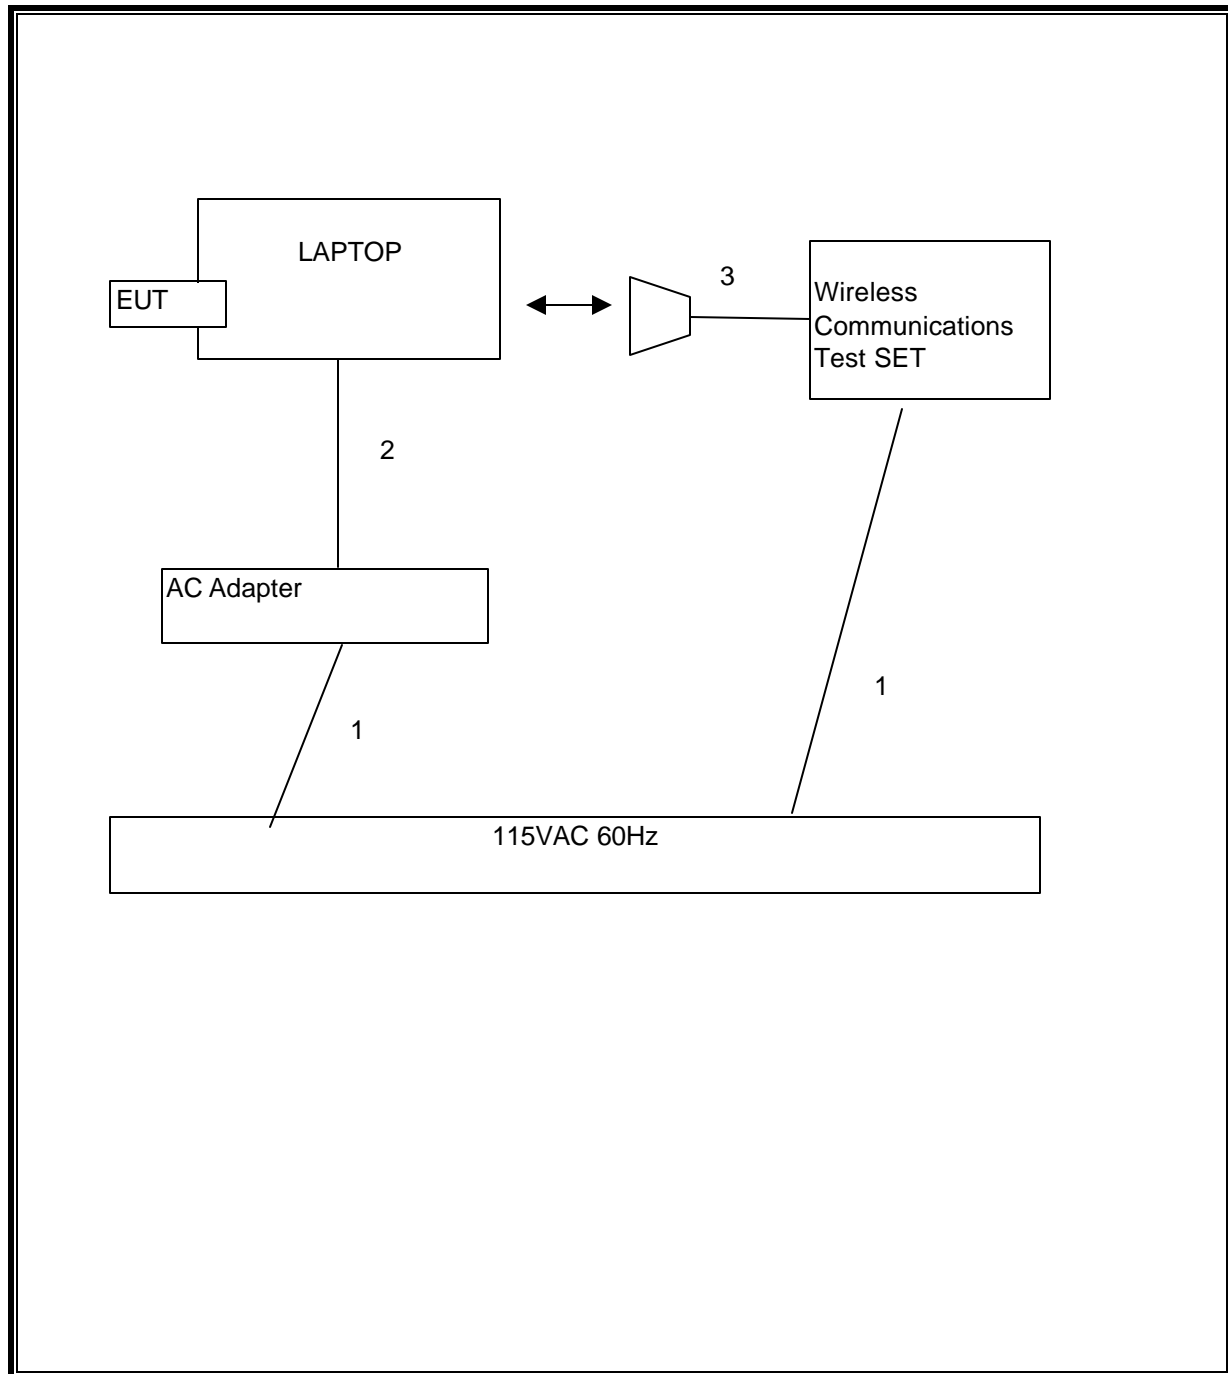 LAPTOP
EUT
3
Wireless
Communications
Test SET
2
AC Adapter
1
1
115VAC 60Hz